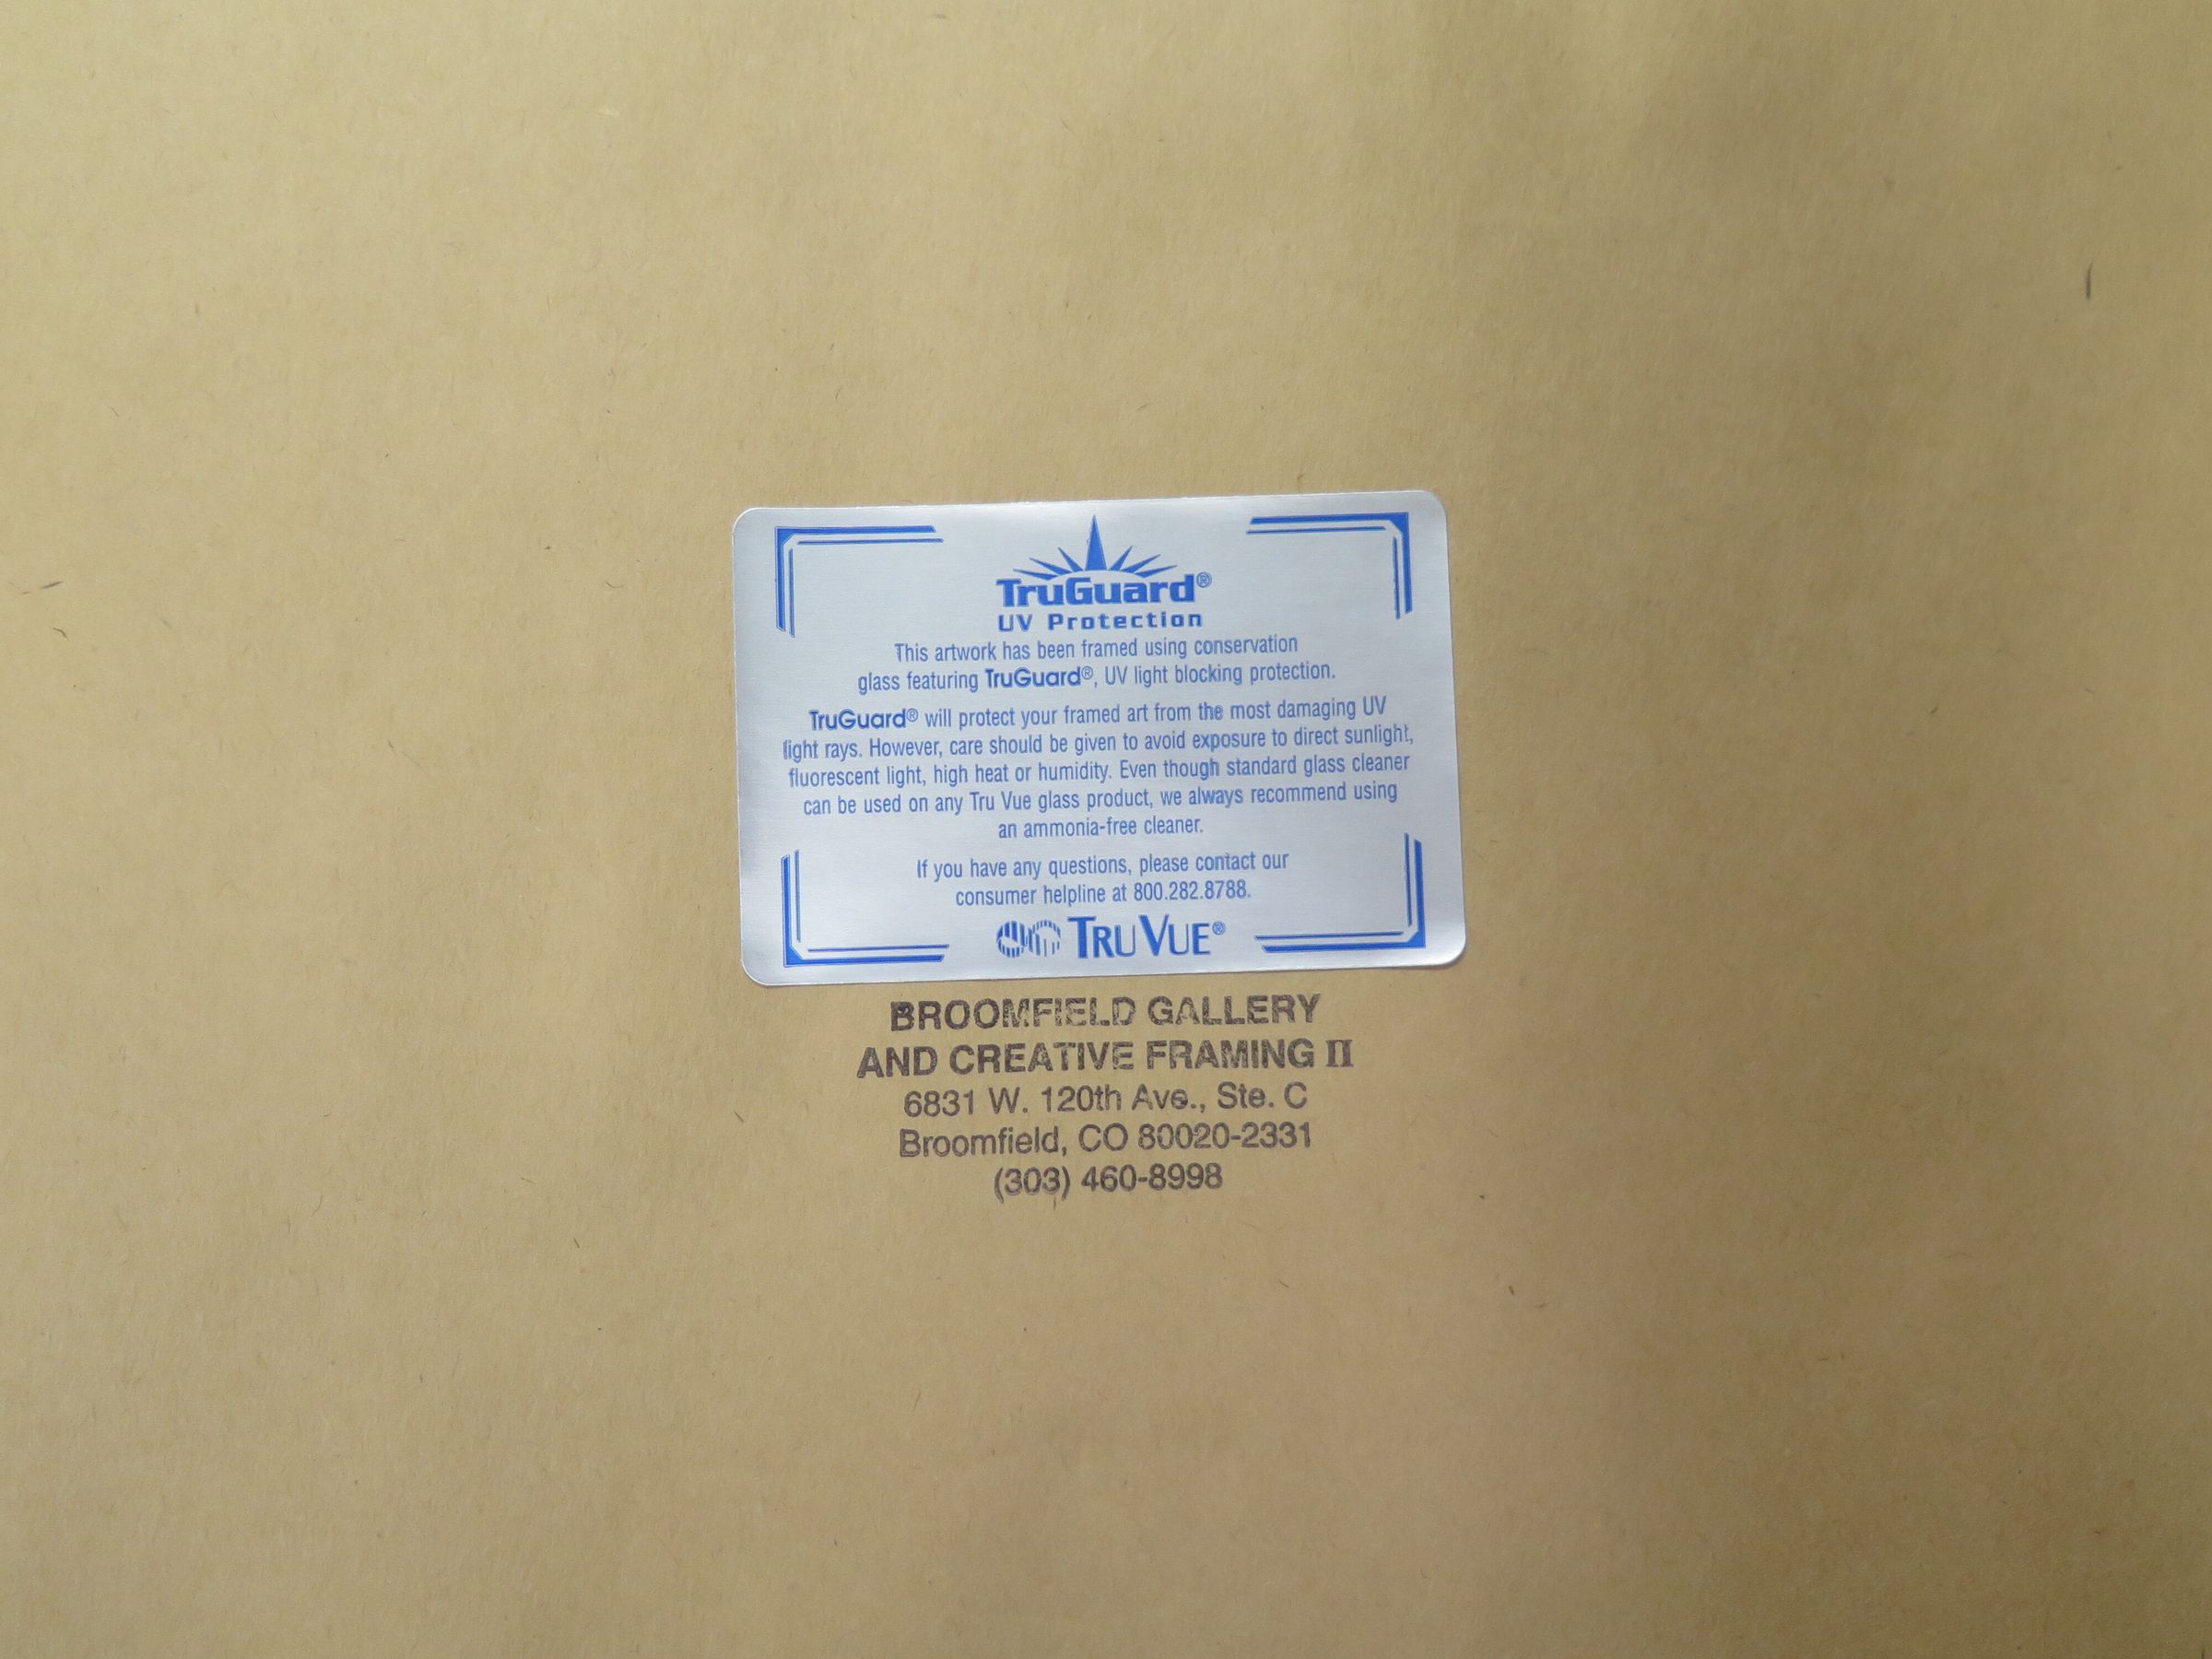 TruGuard®
UV Protection
This artwork has been framed using conservation
glass featuring TruGuard®, UV light blocking protection.
TruGuard® will protect your framed art from the most damaging UV
light rays. However, care should be given to avoid exposure to direct sunlight,
fluorescent light, high heat or humidity. Even though standard glass cleaner
can be used on any Tru Vue glass product, we always recommend using
an ammonia-free cleaner.
If you have any questions, please contact our
consumer helpline at 800.282.8788.
TRU VUE®
BROOMFIELD GALLERY
AND CREATIVE FRAMING II
6831 W. 120th Ave., Ste. C
Broomfield, CO 80020-2331
(303) 460-8998